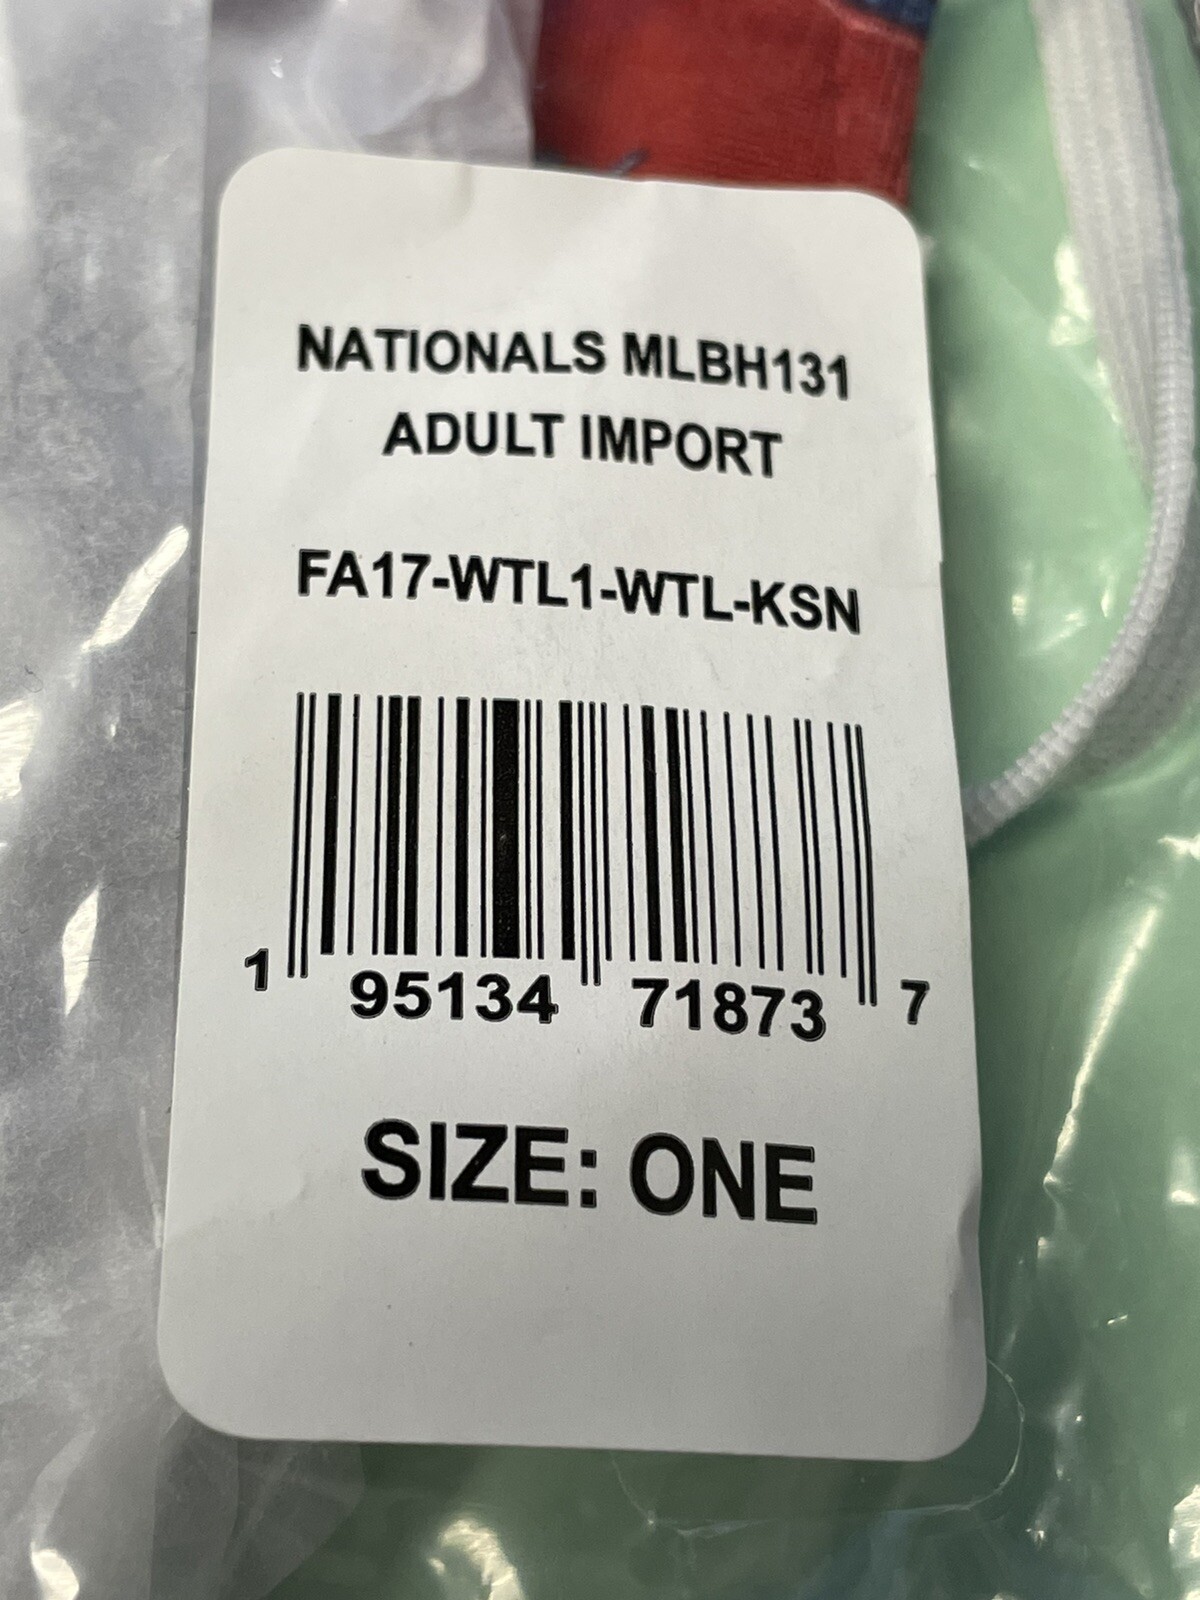 NATIONALS MLBH131
ADULT IMPORT
FA17-WTL1-WTL-KSN
1 95134 71873 7
SIZE: ONE